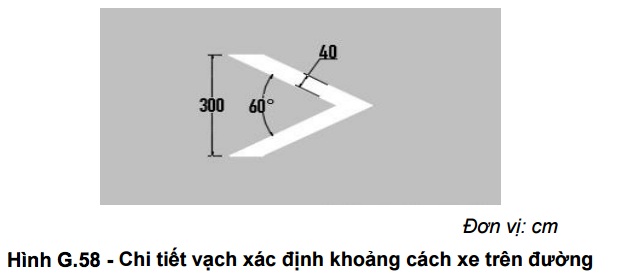 40
300
60°
Đơn vị: cm
Hình G.58 - Chi tiết vạch xác định khoảng cách xe trên đường